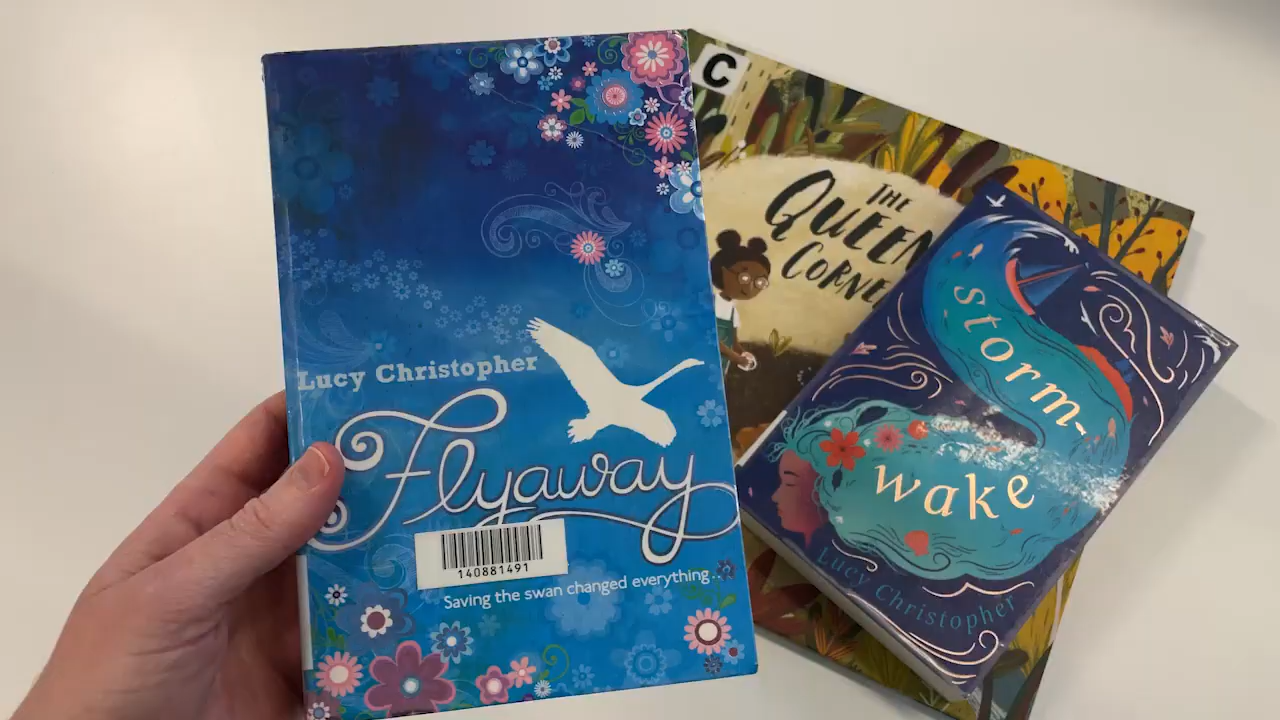 Lucy Christopher
Flyaway
140881491
Saving the swan changed everything...
C
THE
QUEEN
CORNE
storm-
wake
Lucy Christopher